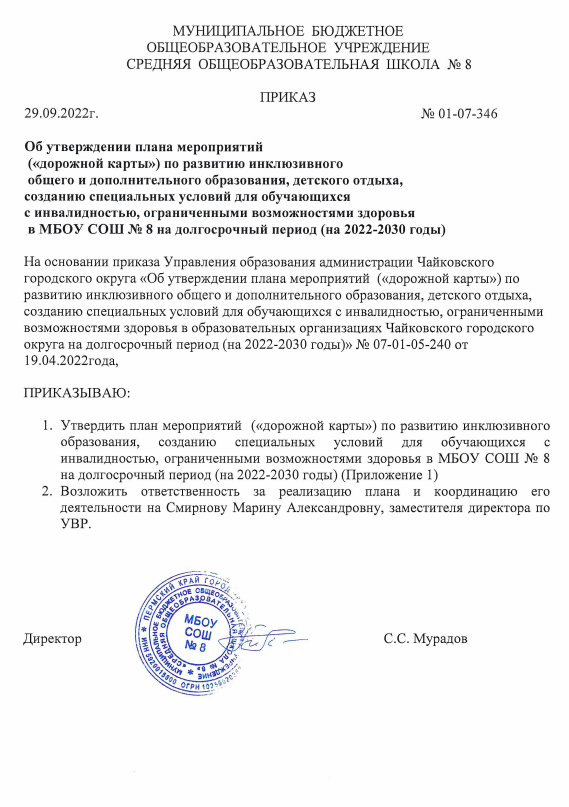 МУНИЦИПАЛЬНОЕ БЮДЖЕТНОЕ
ОБЩЕОБРАЗОВАТЕЛЬНОЕ УЧРЕЖДЕНИЕ
СРЕДНЯЯ ОБЩЕОБРАЗОВАТЕЛЬНАЯ ШКОЛА № 8
ПРИКАЗ
29.09.2022г. № 01-07-346
Об утверждении плана мероприятий
(«дорожной карты») по развитию инклюзивного
общего и дополнительного образования, детского отдыха,
созданию специальных условий для обучающихся
с инвалидностью, ограниченными возможностями здоровья
в МБОУ СОШ № 8 на долгосрочный период (на 2022-2030 годы)
На основании приказа Управления образования администрации Чайковского
городского округа «Об утверждении плана мероприятий («дорожной карты») по
развитию инклюзивного общего и дополнительного образования, детского отдыха,
созданию специальных условий для обучающихся с инвалидностью, ограниченными
возможностями здоровья в образовательных организациях Чайковского городского
округа на долгосрочный период (на 2022-2030 годы)» № 07-01-05-240 от
19.04.2022года,
ПРИКАЗЫВАЮ:
1. Утвердить план мероприятий («дорожной карты») по развитию инклюзивного
образования, созданию специальных условий для обучающихся с
инвалидностью, ограниченными возможностями здоровья в МБОУ СОШ № 8
на долгосрочный период (на 2022-2030 годы) (Приложение 1)
2. Возложить ответственность за реализацию плана и координацию его
деятельности на Смирнову Марину Александровну, заместителя директора по
УВР.
ПЕРМСКИЙ КРАЙ ГОРОД
МУНИЦИПАЛЬНОЕ БЮДЖЕТНОЕ
МБОУ
СОШ
№ 8
Директор С.С. Мурадов